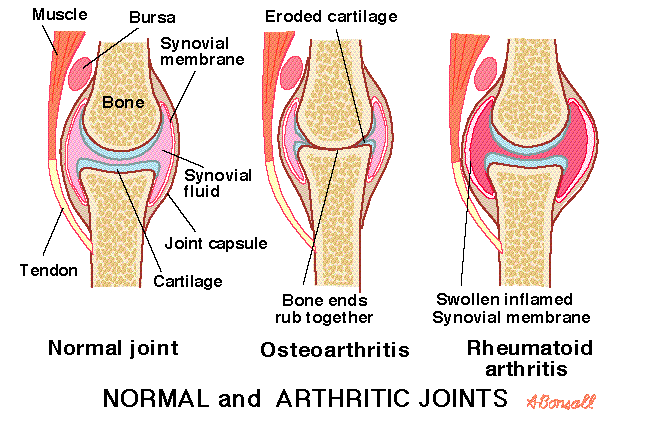 Muscle
Bursa
Synovial
membrane
Bone
Synovial
fluid
Joint capsule
Tendon
Cartilage
Normal joint
Eroded cartilage
Bone ends
rub together
Osteoarthritis
Swollen inflamed
Synovial membrane
Rheumatoid
arthritis
NORMAL and ARTHRITIC JOINTS
ABonsall